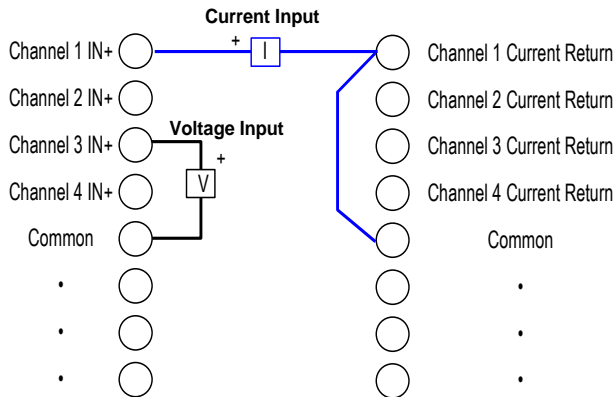 Current Input
Channel 1 IN+
+
I
Channel 1 Current Return
Channel 2 IN+
Channel 2 Current Return
Voltage Input
Channel 3 IN+
+
Channel 3 Current Return
V
Channel 4 IN+
Channel 4 Current Return
Common
Common